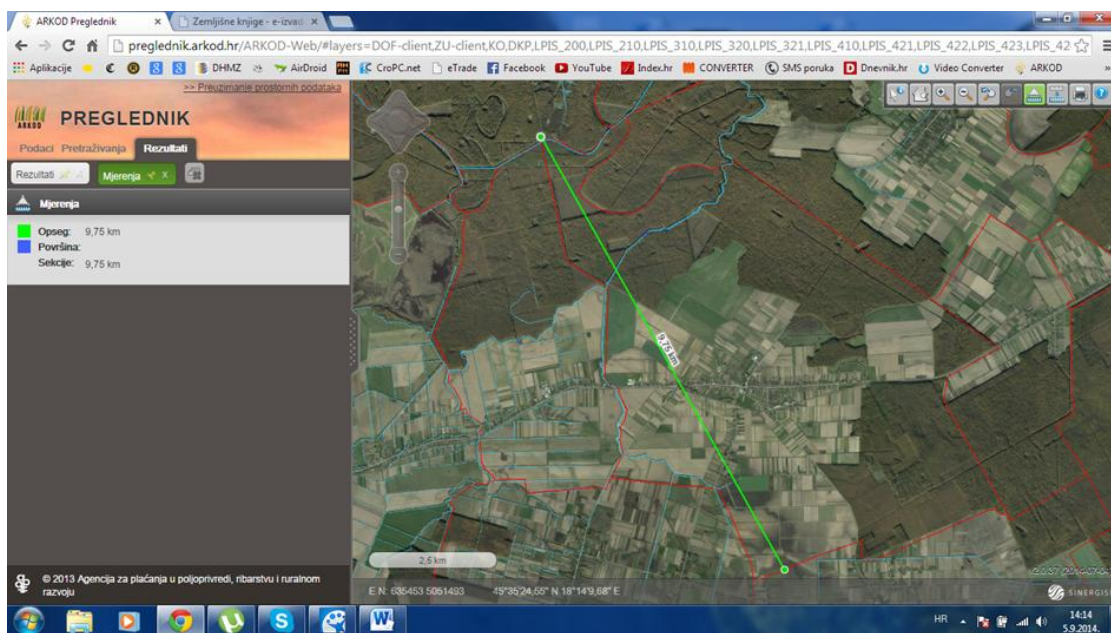 ARKOD Preglednik
Zemljišne knjige - e-izvad
preglednik.arkod.hr/ARKOD-Web/#layers=DOF-client,ZU-client,KO,DKP,LPIS_200,LPIS_210,LPIS_310,LPIS_320,LPIS_321,LPIS_410,LPIS_421,LPIS_422,LPIS_423,LPIS_42
Aplikacije DHMZ AirDroid CroPC.net eTrade Facebook YouTube Index.hr CONVERTER SMS poruka Dnevnik.hr Video Converter ARKOD »
>> Preuzimanje prostornih podataka
ARKOD PREGLEDNIK
Podaci Pretraživanja Rezultati
Rezultati Mjerenja X
Mjerenja
Opseg: 9,75 km
Površina:
Sekcije: 9,75 km
9,75 km
2,5 km
© 2013 Agencija za plaćanja u poljoprivredi, ribarstvu i ruralnom
razvoju
E N: 635453 5051493 45°35'24,55" N 18°14'9,68" E
SINERGISE
HR 14:14
5.9.2014.